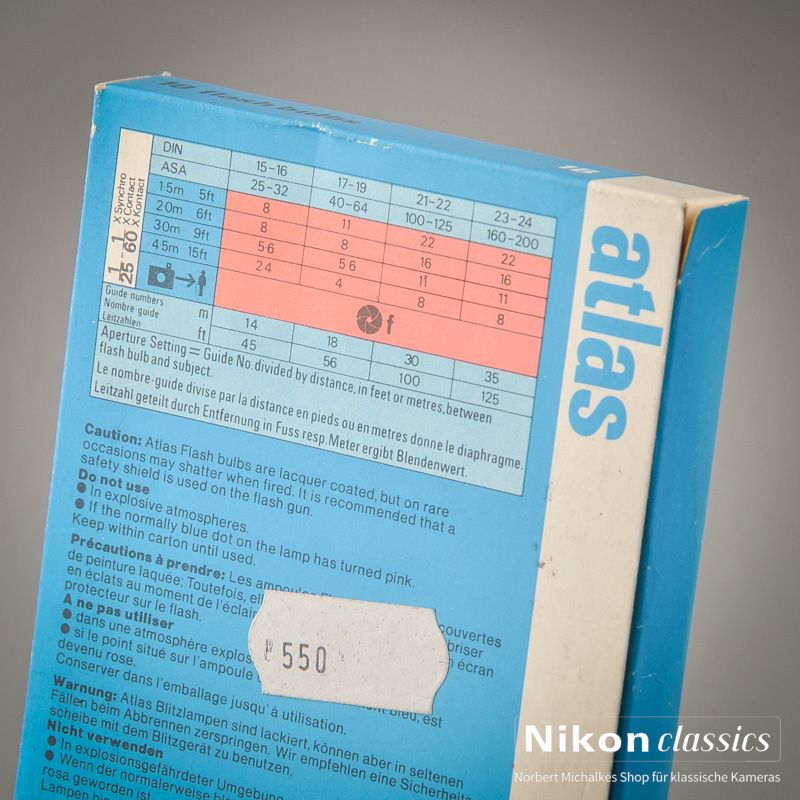 10 flash bulbs
18
atlas
DIN 15-16 17-19 21-22 23-24
ASA 25-32 40-64 100-125 160-200
1·5m 5ft 8 11 22 22
2·0m 6ft 8 8 16 16
3·0m 9ft 5·6 5·6 11 11
4·5m 15ft 2·4 4 8 8
1/25 1/60
X Synchro
X Contact
X Kontakt
f
Guide numbers
Nombre-guide
Leitzahlen
m 14 18 30 35
ft 45 56 100 125
Aperture Setting = Guide No. divided by distance, in feet or metres, between
flash bulb and subject.
Le nombre-guide divise par la distance en pieds ou en metres donne le diaphragme.
Leitzahl geteilt durch Entfernung in Fuss resp. Meter ergibt Blendenwert.
Caution: Atlas Flash bulbs are lacquer coated, but on rare
occasions may shatter when fired. It is recommended that a
safety shield is used on the flash gun.
Do not use
● In explosive atmospheres.
● If the normally blue dot on the lamp has turned pink.
Keep within carton until used.
Précautions à prendre: Les ampoules
de peinture laquée; Toutefois, couvertes
en éclats au moment de l'éclair briser
protecteur sur le flash. écran
A ne pas utiliser
● dans une atmosphère
● si le point situé sur l'ampoule bleu, est
devenu rose.
Conserver dans l'emballage jusqu' à utilisation.
550
Warnung: Atlas Blitzlampen sind lackiert, können aber in seltenen
Fällen beim Abbrennen zerspringen. Wir empfehlen eine Sicherheits
scheibe mit dem Blitzgerät zu benutzen.
Nicht verwenden
● In explosionsgefährdeter Umgebung
● Wenn der normalerweise
rosa geworden ist.
Lampen
Nikon classics
Norbert Michalkes Shop für klassische Kameras